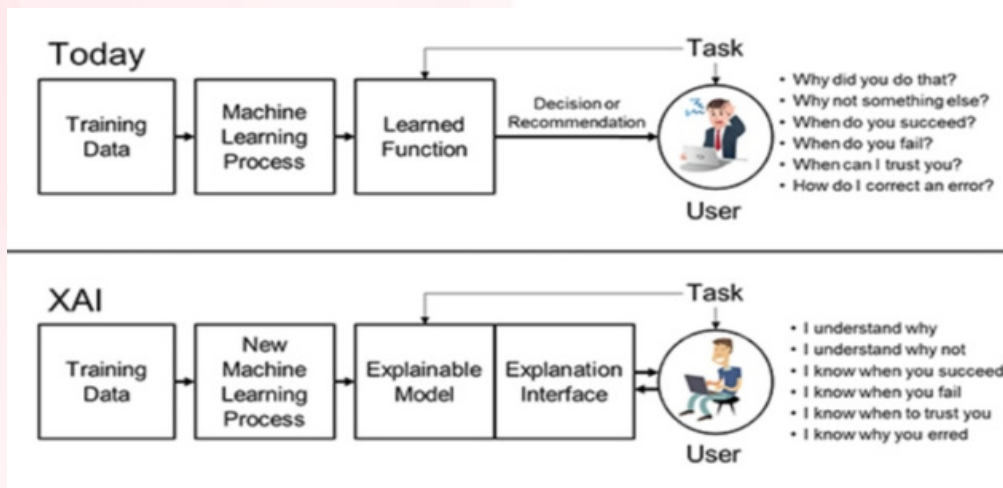 Today
Task
Training
Data
Machine
Learning
Process
Learned
Function
Decision or
Recommendation
User
• Why did you do that?
• Why not something else?
• When do you succeed?
• When do you fail?
• When can I trust you?
• How do I correct an error?
XAI
Task
Training
Data
New
Machine
Learning
Process
Explainable
Model
Explanation
Interface
User
• I understand why
• I understand why not
• I know when you succeed
• I know when you fail
• I know when to trust you
• I know why you erred